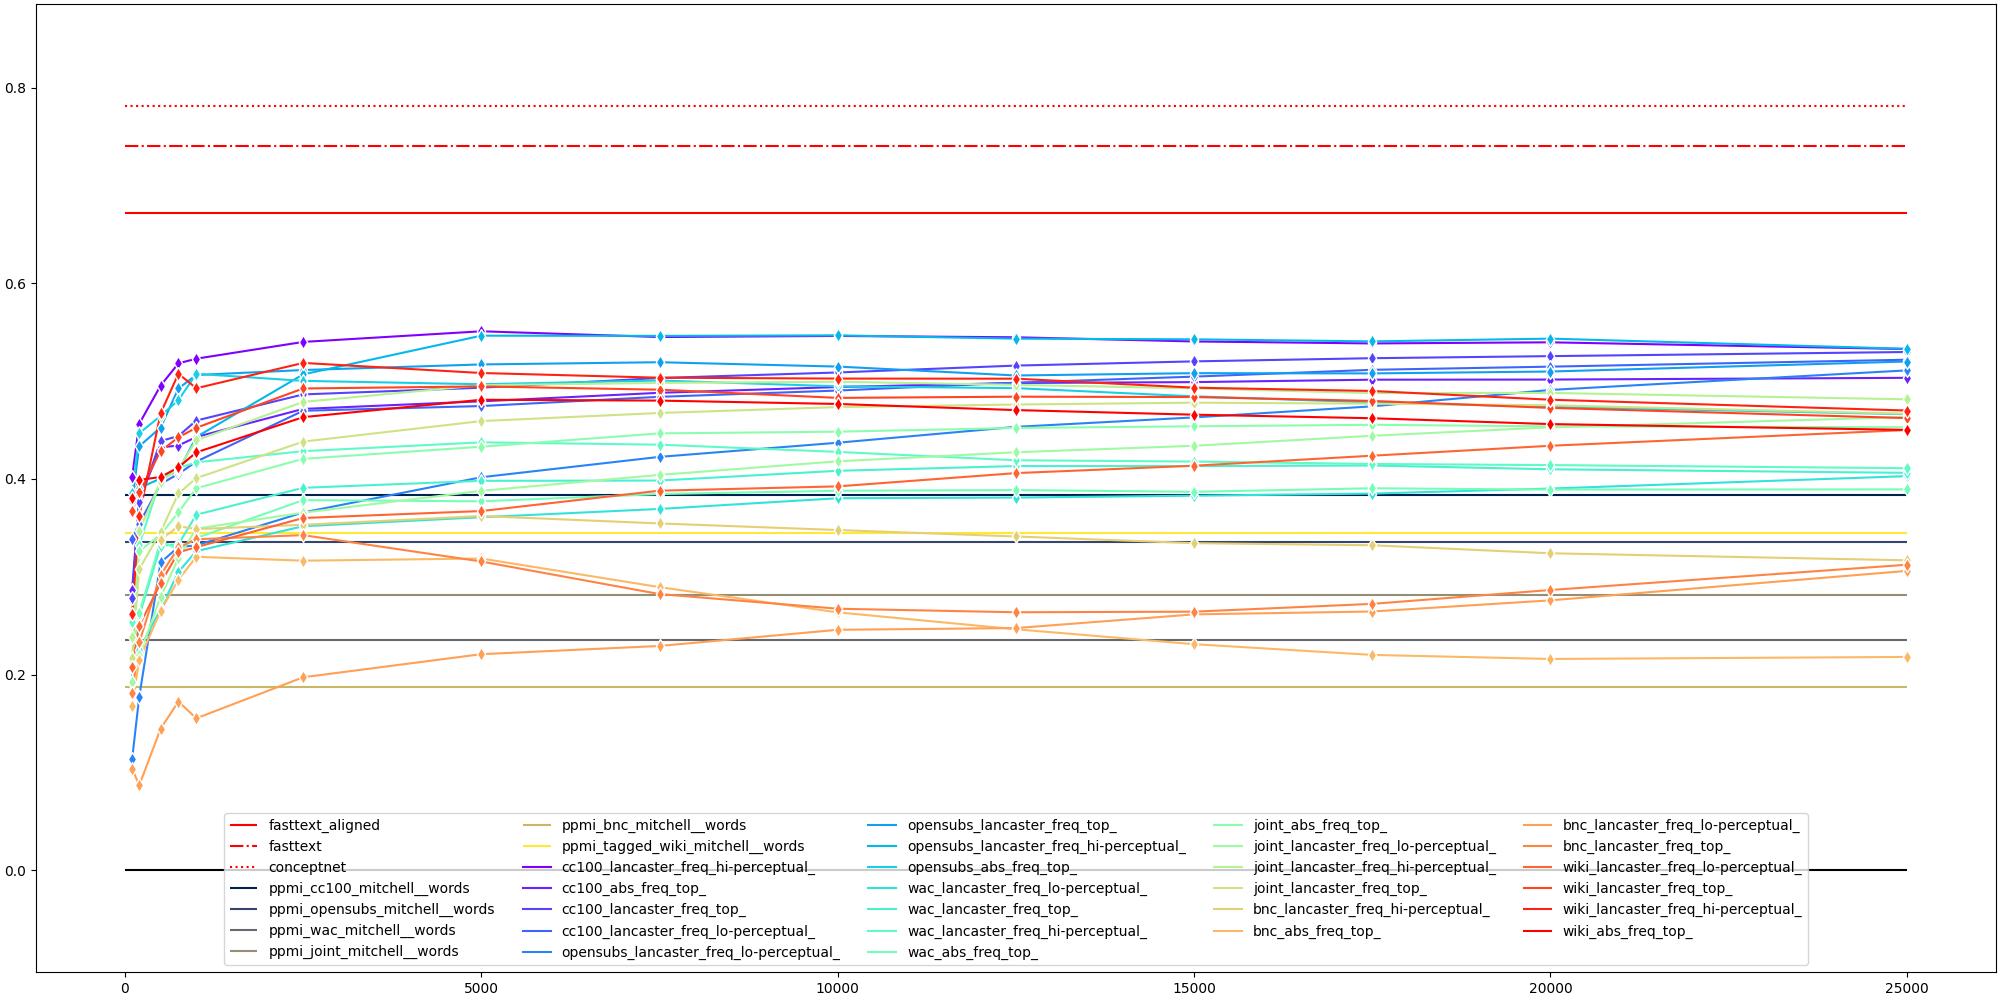 0.8
0.6
0.4
0.2
0.0
fasttext_aligned
fasttext
conceptnet
ppmi_cc100_mitchell__words
ppmi_opensubs_mitchell__words
ppmi_wac_mitchell__words
ppmi_joint_mitchell__words
ppmi_bnc_mitchell__words
ppmi_tagged_wiki_mitchell__words
cc100_lancaster_freq_hi-perceptual_
cc100_abs_freq_top_
cc100_lancaster_freq_top_
cc100_lancaster_freq_lo-perceptual_
opensubs_lancaster_freq_lo-perceptual_
opensubs_lancaster_freq_top_
opensubs_lancaster_freq_hi-perceptual_
opensubs_abs_freq_top_
wac_lancaster_freq_lo-perceptual_
wac_lancaster_freq_top_
wac_lancaster_freq_hi-perceptual_
wac_abs_freq_top_
joint_abs_freq_top_
joint_lancaster_freq_lo-perceptual_
joint_lancaster_freq_hi-perceptual_
joint_lancaster_freq_top_
bnc_lancaster_freq_hi-perceptual_
bnc_abs_freq_top_
bnc_lancaster_freq_lo-perceptual_
bnc_lancaster_freq_top_
wiki_lancaster_freq_lo-perceptual_
wiki_lancaster_freq_top_
wiki_lancaster_freq_hi-perceptual_
wiki_abs_freq_top_
0 5000 10000 15000 20000 25000